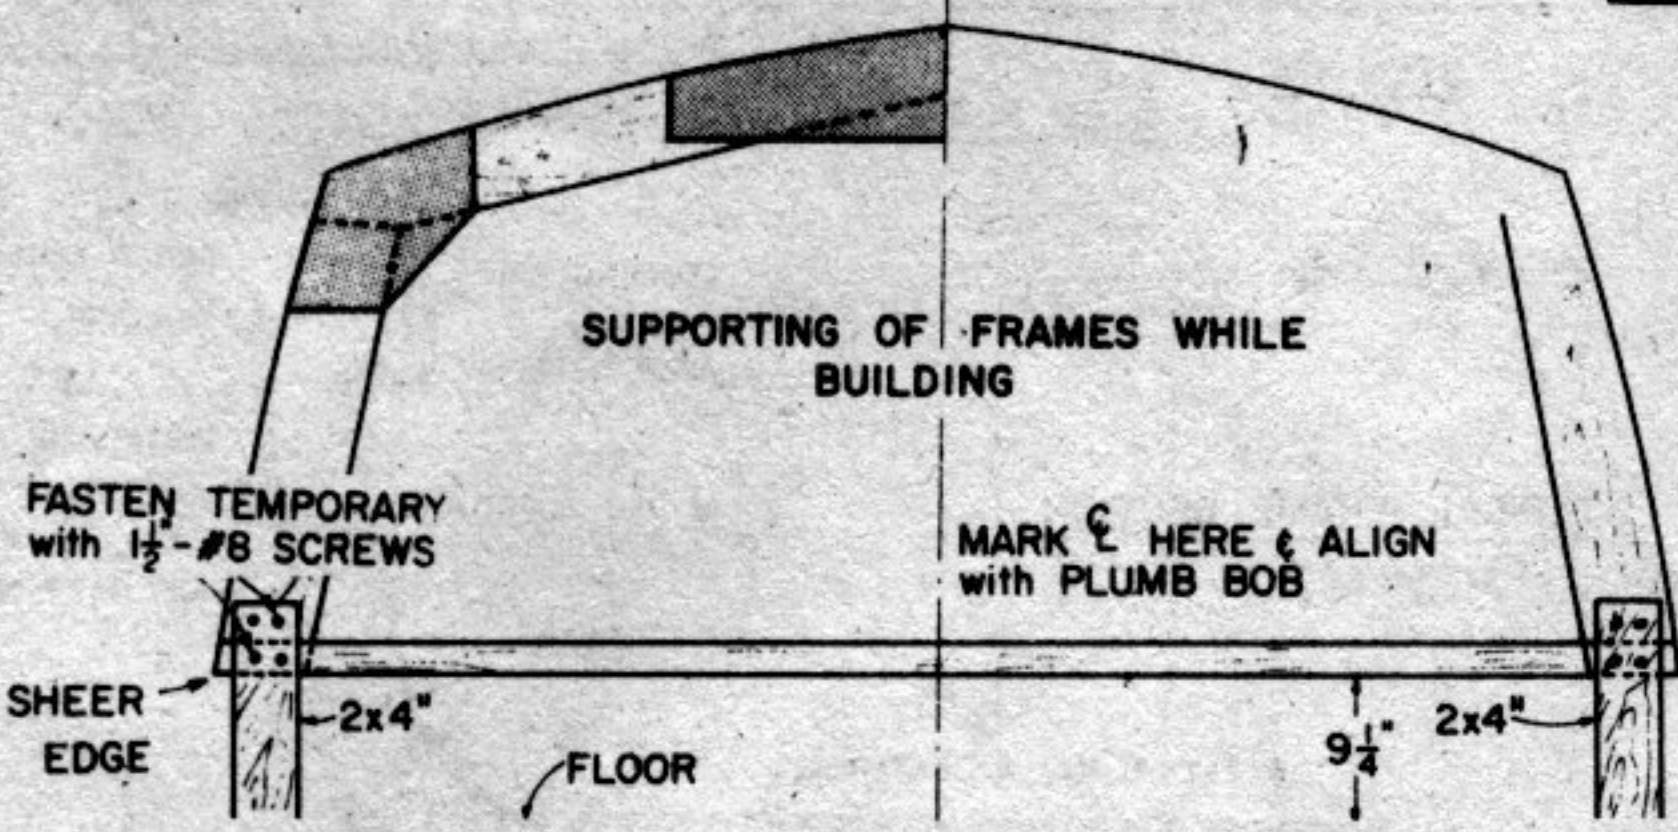 SUPPORTING OF FRAMES WHILE
BUILDING
FASTEN TEMPORARY
with 1½"-#8 SCREWS
MARK ℄ HERE & ALIGN
with PLUMB BOB
SHEER
EDGE
2x4"
FLOOR
9¼"
2x4"